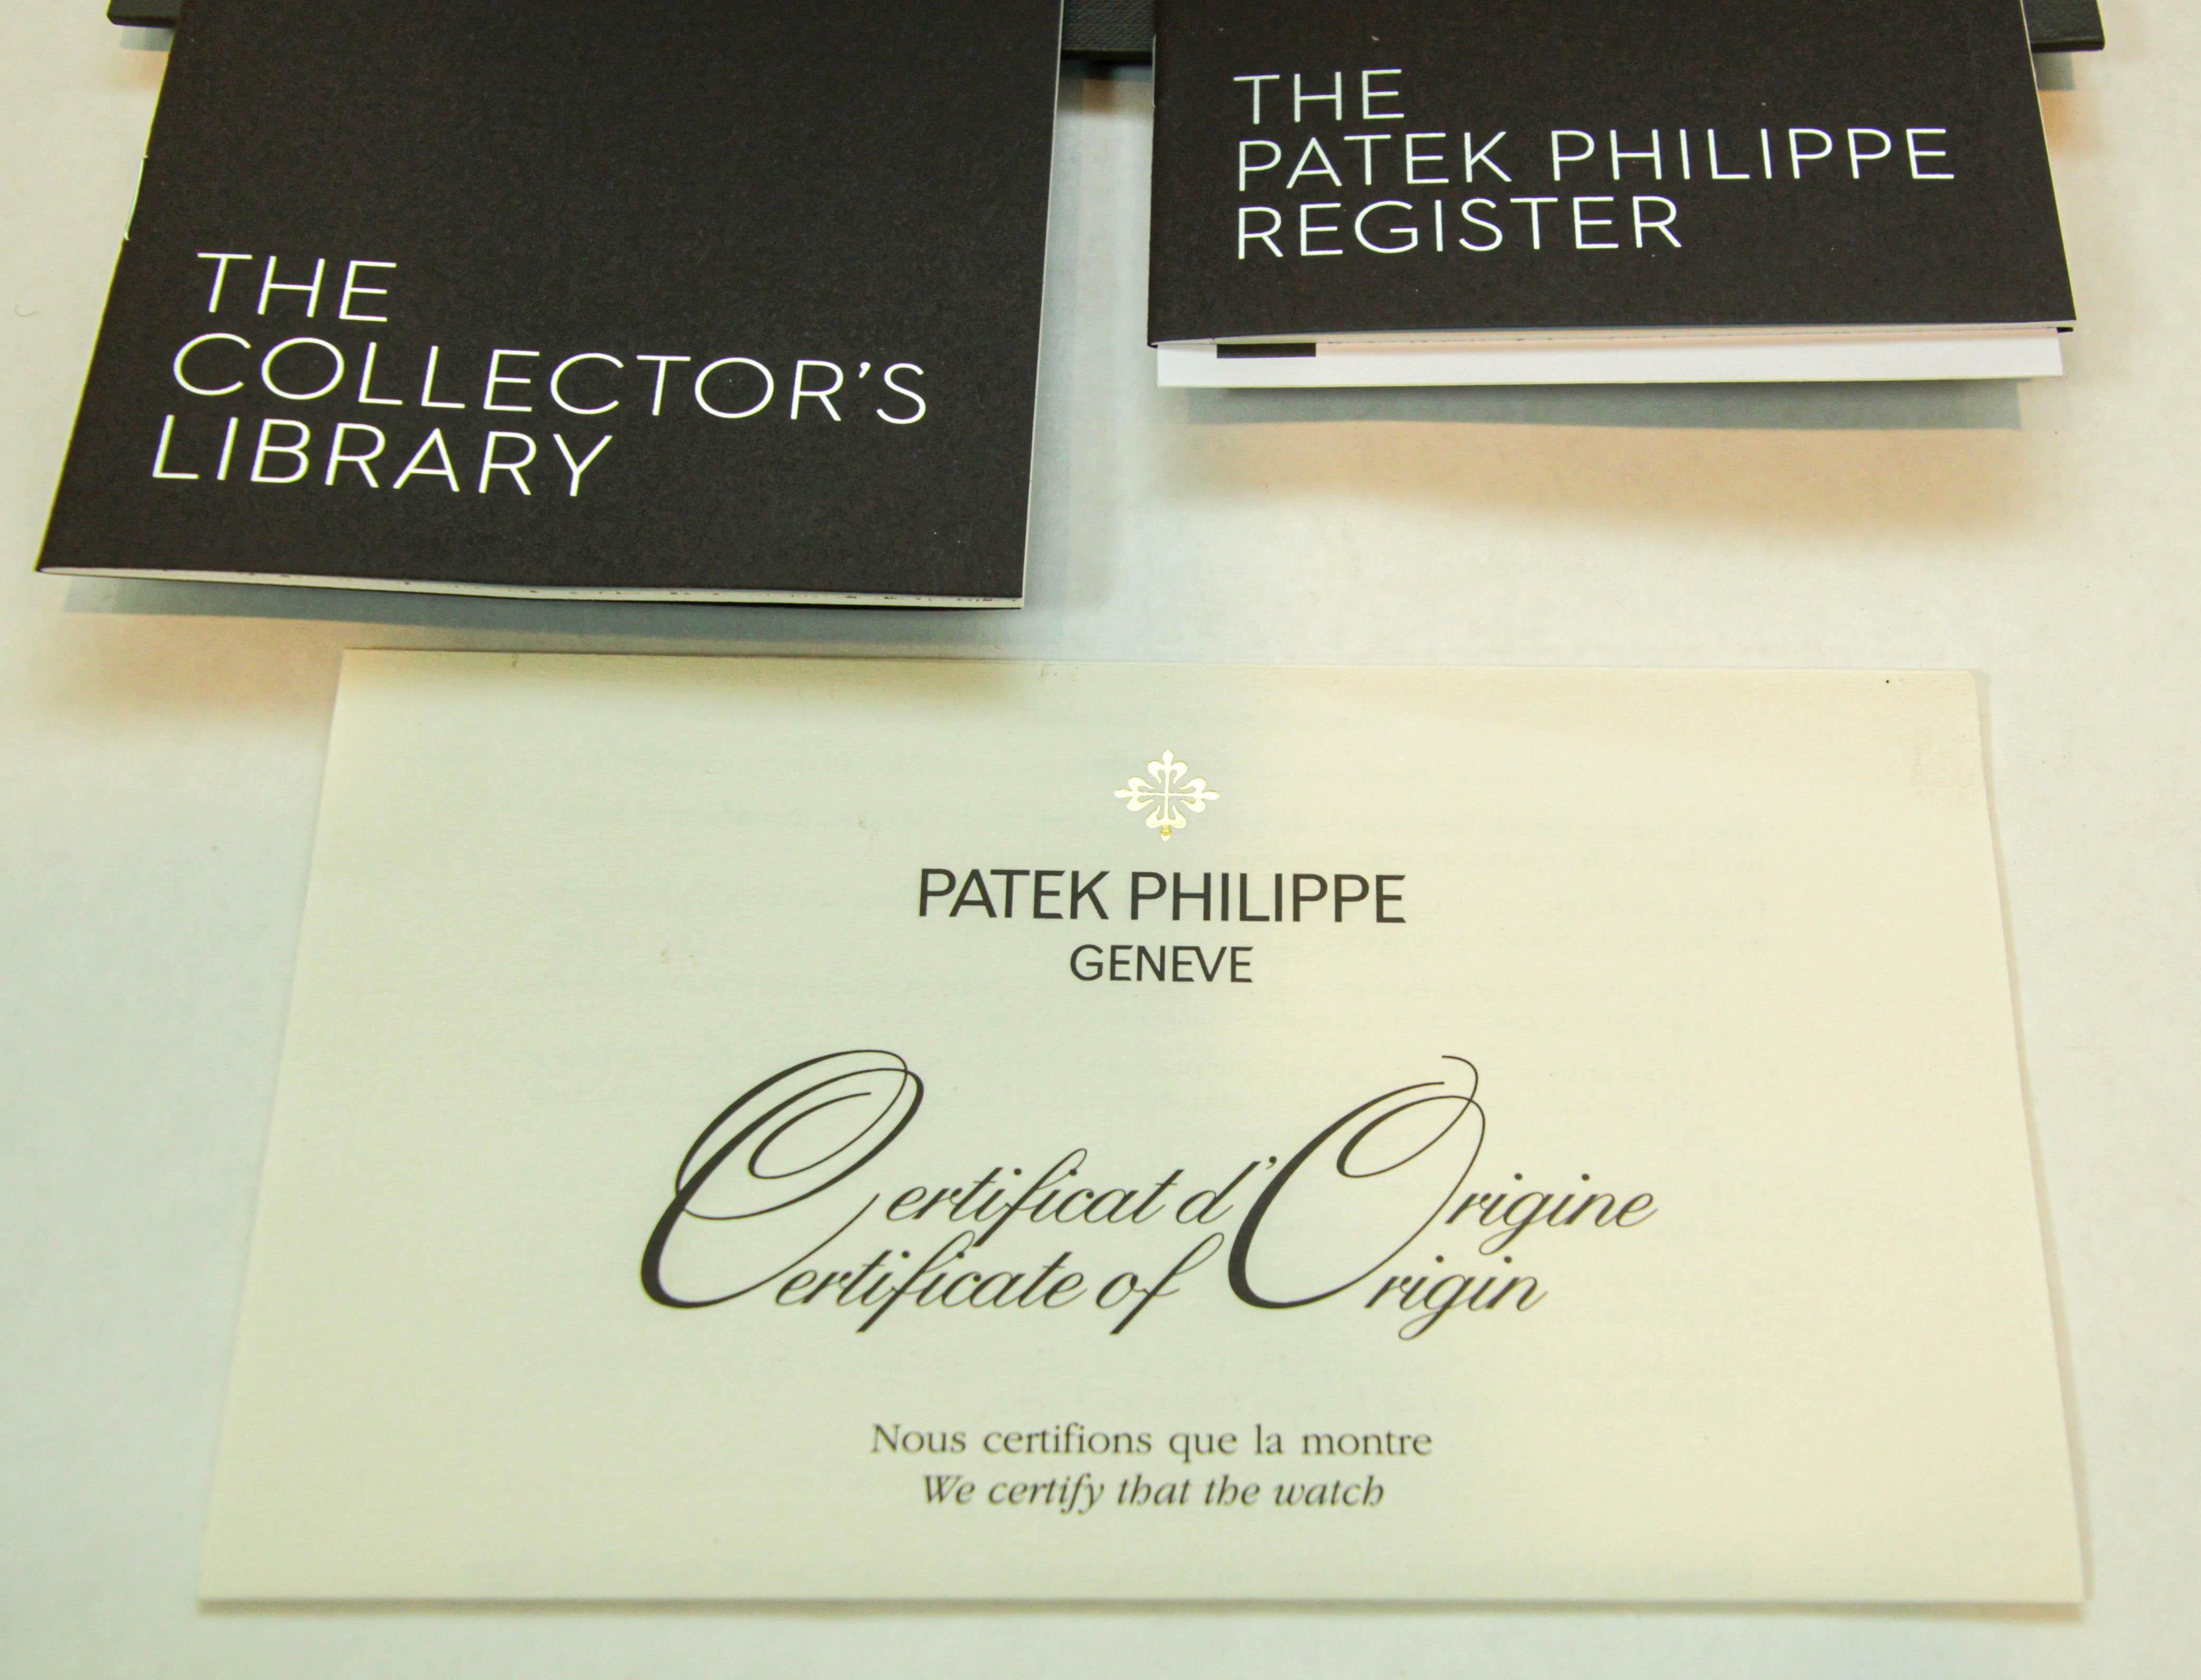 THE
COLLECTOR'S
LIBRARY
THE
PATEK PHILIPPE
REGISTER
PATEK PHILIPPE
GENEVE
Certificat d'Origine
Certificate of Origin
Nous certifions que la montre
We certify that the watch